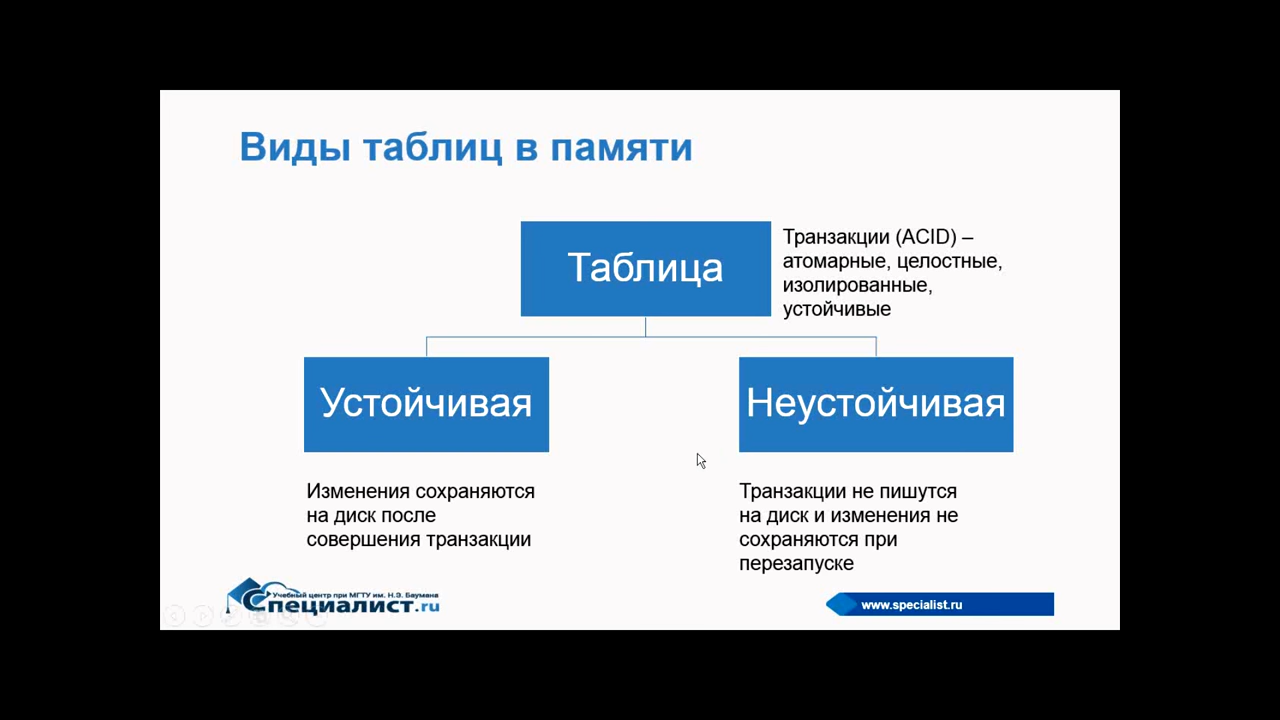 Виды таблиц в памяти
Таблица
Транзакции (ACID) –
атомарные, целостные,
изолированные,
устойчивые
Устойчивая
Неустойчивая
Изменения сохраняются
на диск после
совершения транзакции
Транзакции не пишутся
на диск и изменения не
сохраняются при
перезапуске
Учебный центр при МГТУ им. Н.Э. Баумана
Специалист.ru
www.specialist.ru